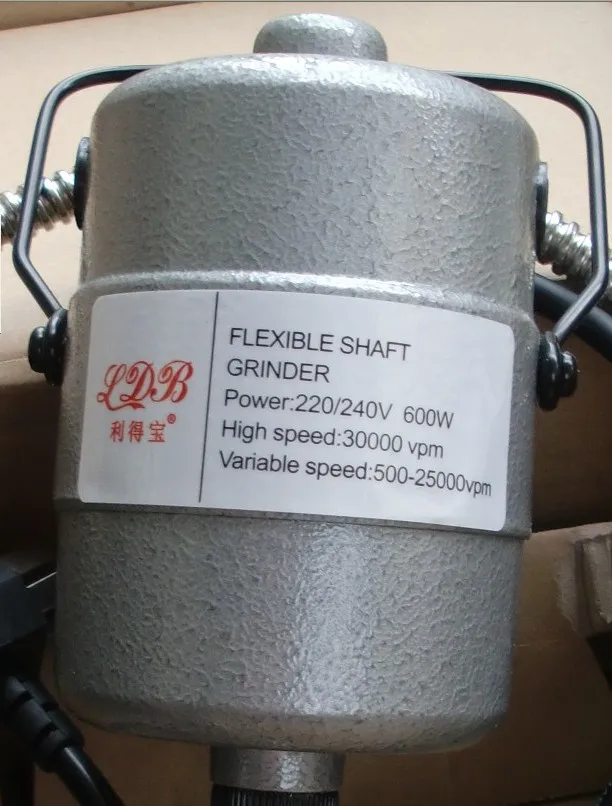 LDB
利得宝®
FLEXIBLE SHAFT
GRINDER
Power:220/240V 600W
High speed:30000 vpm
Variable speed:500-25000vpm